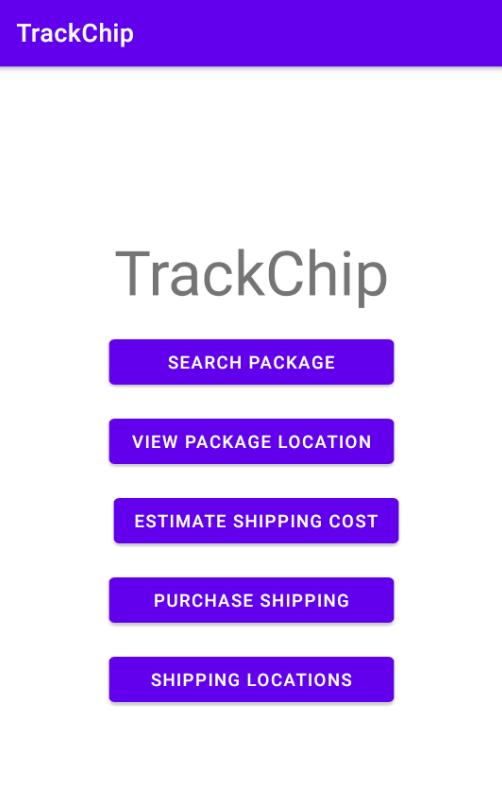 TrackChip
TrackChip
SEARCH PACKAGE
VIEW PACKAGE LOCATION
ESTIMATE SHIPPING COST
PURCHASE SHIPPING
SHIPPING LOCATIONS